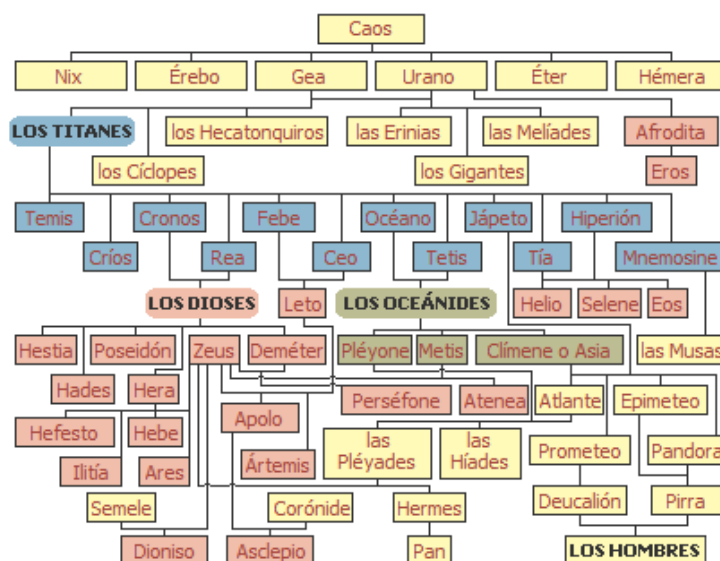 Caos
Nix
Érebo
Gea
Urano
Éter
Hémera
LOS TITANES
los Hecatonquiros
las Erinias
las Melíades
Afrodita
los Cíclopes
los Gigantes
Eros
Temis
Cronos
Febe
Océano
Jápeto
Hiperión
Críos
Rea
Ceo
Tetis
Tía
Mnemosine
LOS DIOSES
Leto
LOS OCEÁNIDES
Helio
Selene
Eos
Hestia
Poseidón
Zeus
Deméter
Pléyone
Metis
Clímene o Asia
las Musas
Hades
Hera
Perséfone
Atenea
Atlante
Epimeteo
Hefesto
Hebe
Apolo
las
Pléyades
las
Híades
Prometeo
Pandora
Ilitía
Ares
Ártemis
Semele
Corónide
Hermes
Deucalión
Pirra
Dioniso
Asclepio
Pan
LOS HOMBRES